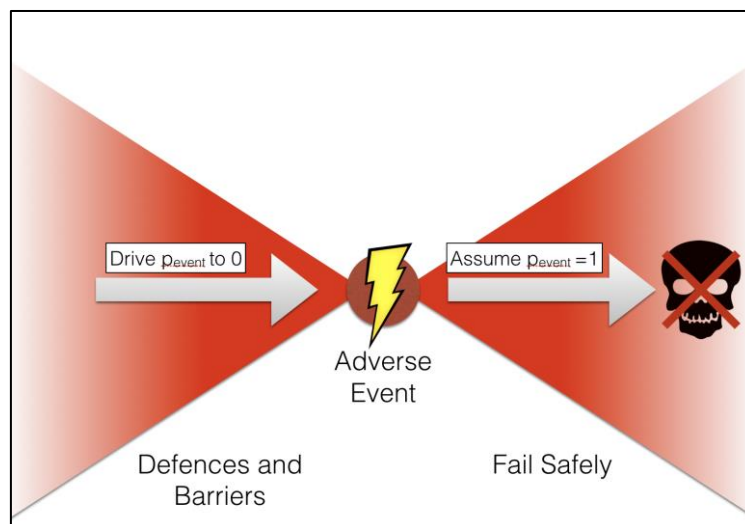 Drive pevent to 0
Assume pevent =1
Adverse
Event
Defences and
Barriers
Fail Safely